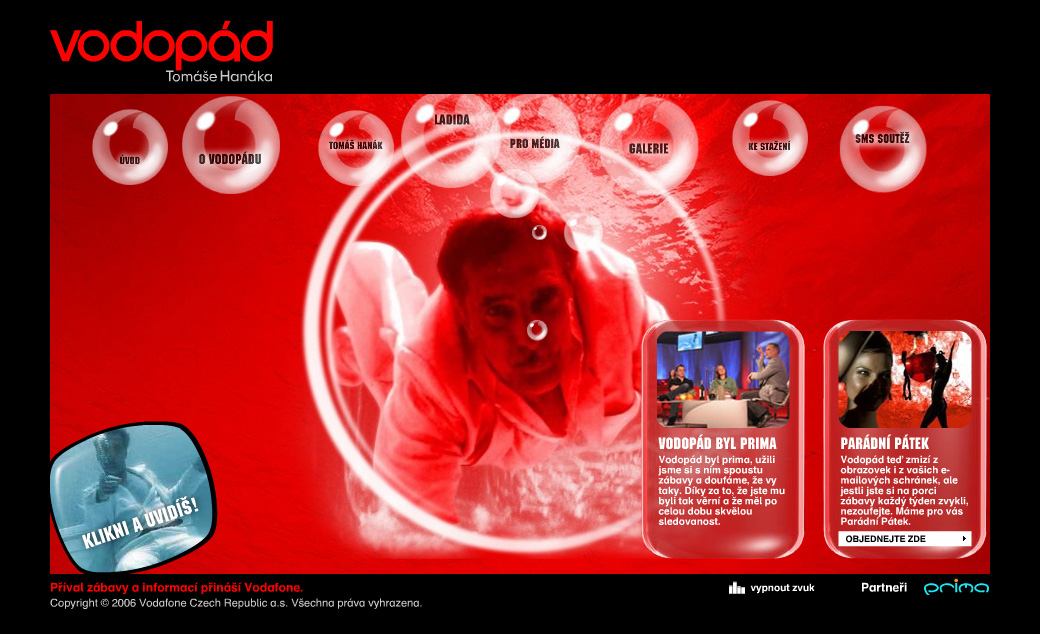 vodopád
Tomáše Hanáka
ÚVOD
O VODOPÁDU
TOMÁŠ HANÁK
LADIDA
PRO MÉDIA
GALERIE
KE STAŽENÍ
SMS SOUTĚŽ
KLIKNI A UVIDÍŠ!
VODOPÁD BYL PRIMA
Vodopád byl prima, užili
jsme si s ním spoustu
zábavy a doufáme, že vy
taky. Díky za to, že jste mu
byli tak věrní a že měl po
celou dobu skvělou
sledovanost.
PARÁDNÍ PÁTEK
Vodopád teď zmizí z
obrazovek i z vašich e-
mailových schránek, ale
jestli jste si na porci
zábavy každý týden zvykli,
nezoufejte. Máme pro vás
Parádní Pátek.
OBJEDNEJTE ZDE
Příval zábavy a informací přináší Vodafone.
Copyright © 2006 Vodafone Czech Republic a.s. Všechna práva vyhrazena.
vypnout zvuk
Partneři
prima